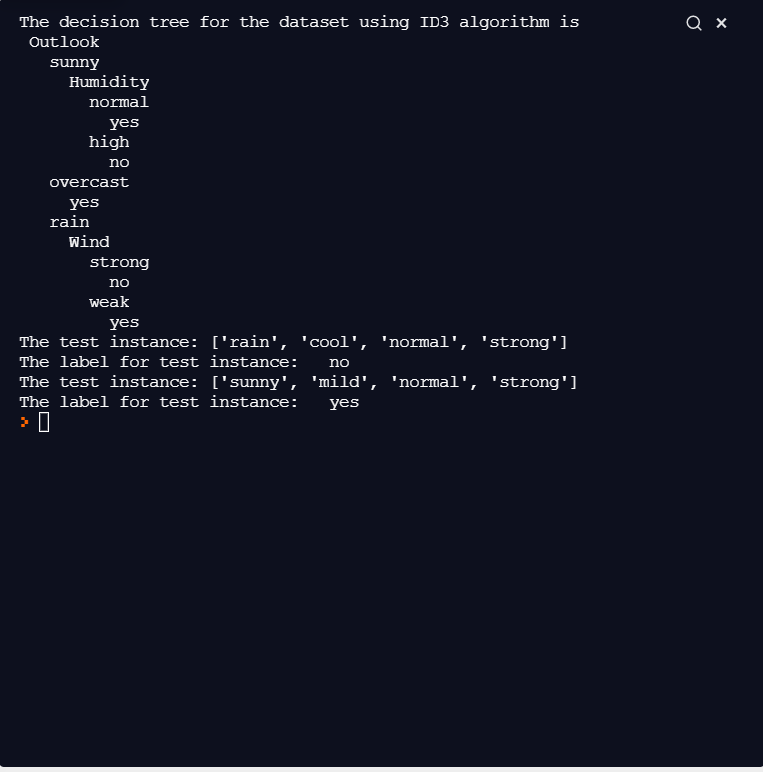 The decision tree for the dataset using ID3 algorithm is
 Outlook
   sunny
     Humidity
       normal
         yes
       high
         no
   overcast
     yes
   rain
     Wind
       strong
         no
       weak
         yes
The test instance: ['rain', 'cool', 'normal', 'strong']
The label for test instance:   no
The test instance: ['sunny', 'mild', 'normal', 'strong']
The label for test instance:   yes